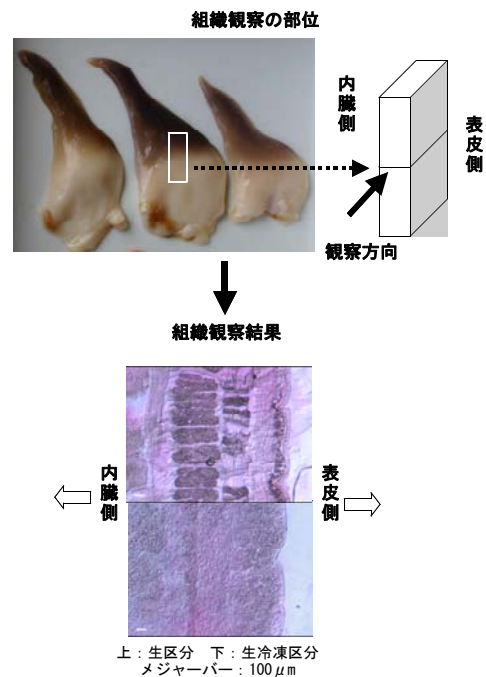 組織観察の部位
内臓側
表皮側
観察方向
組織観察結果
内臓側
表皮側
上：生区分　下：生冷凍区分
メジャーバー：100μm